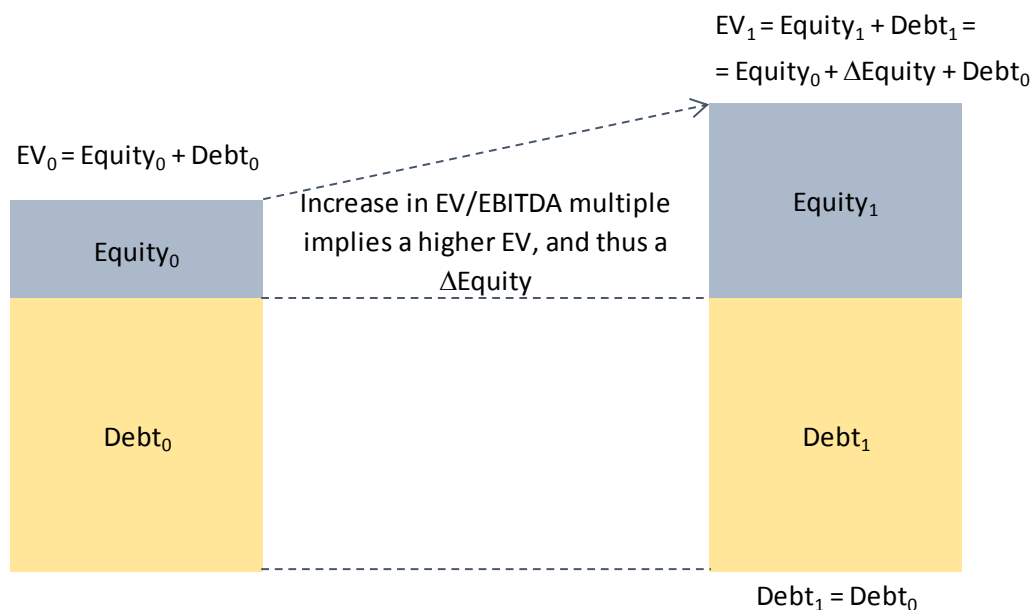 EV₁ = Equity₁ + Debt₁ =
= Equity₀ + ΔEquity + Debt₀
EV₀ = Equity₀ + Debt₀
Increase in EV/EBITDA multiple
implies a higher EV, and thus a
ΔEquity
Equity₀
Equity₁
Debt₀
Debt₁
Debt₁ = Debt₀